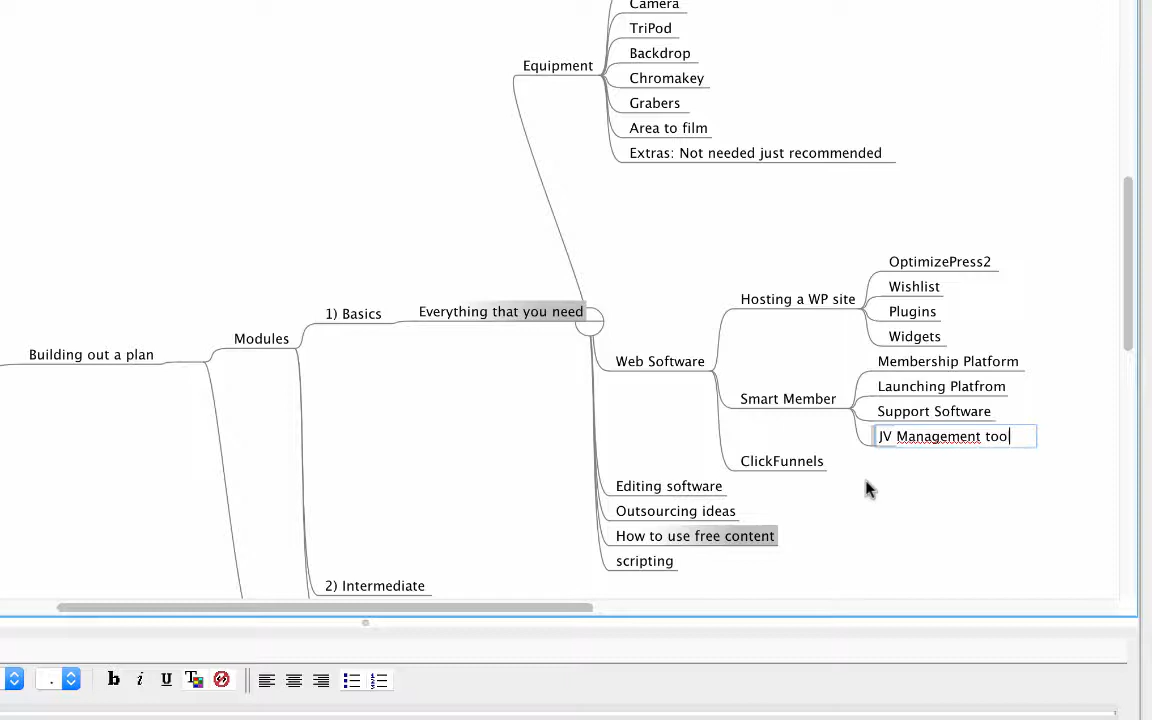 Camera
TriPod
Backdrop
Equipment
Chromakey
Grabers
Area to film
Extras: Not needed just recommended
Building out a plan
Modules
1) Basics
Everything that you need
Web Software
Hosting a WP site
OptimizePress2
Wishlist
Plugins
Widgets
Smart Member
Membership Platform
Launching Platfrom
Support Software
JV Management tool
ClickFunnels
Editing software
Outsourcing ideas
How to use free content
scripting
2) Intermediate
. b i U T